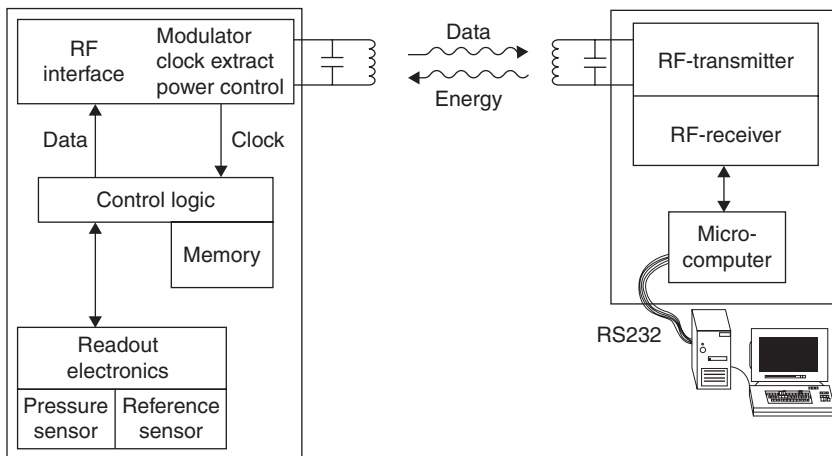 RF
interface
Modulator
clock extract
power control
Data
Clock
Control logic
Memory
Readout
electronics
Pressure
sensor
Reference
sensor
Data
Energy
RF-transmitter
RF-receiver
Micro-
computer
RS232